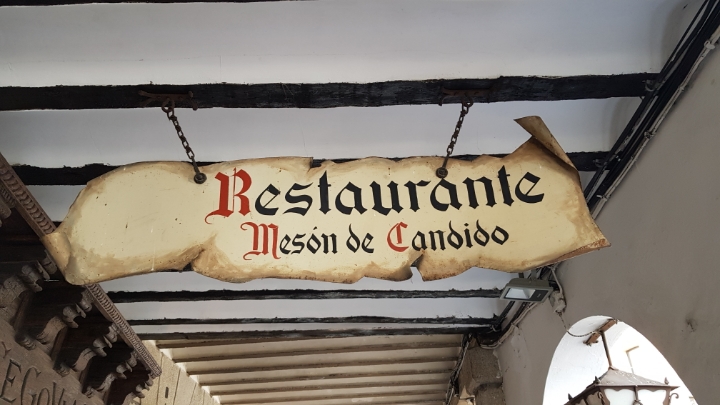 Restaurante
Mesón de Candido